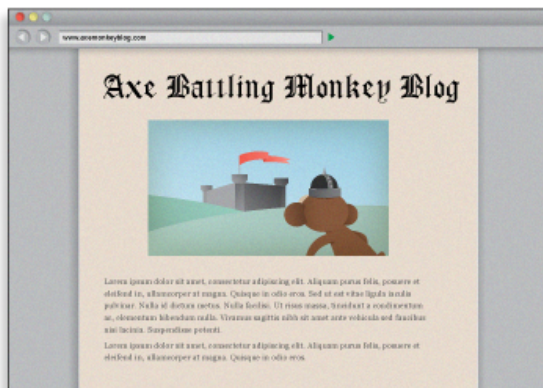 www.axemonkeyblog.com
Axe Battling Monkey Blog
Lorem ipsum dolor sit amet, consectetur adipiscing elit. Aliquam purus felis, posuere et
eleifend in, ullamcorper at magna. Quisque in odio eros. Sed ut est vitae ligula iaculis
pulvinar. Nulla id dictum metus. Nulla facilisi. Ut risus massa, tincidunt a condimentum
ac, elementum bibendum nulla. Vivamus sagittis nibh sit amet ante vehicula sed faucibus
nisi lacinia. Suspendisse potenti.
Lorem ipsum dolor sit amet, consectetur adipiscing elit. Aliquam purus felis, posuere et
eleifend in, ullamcorper at magna. Quisque in odio eros.